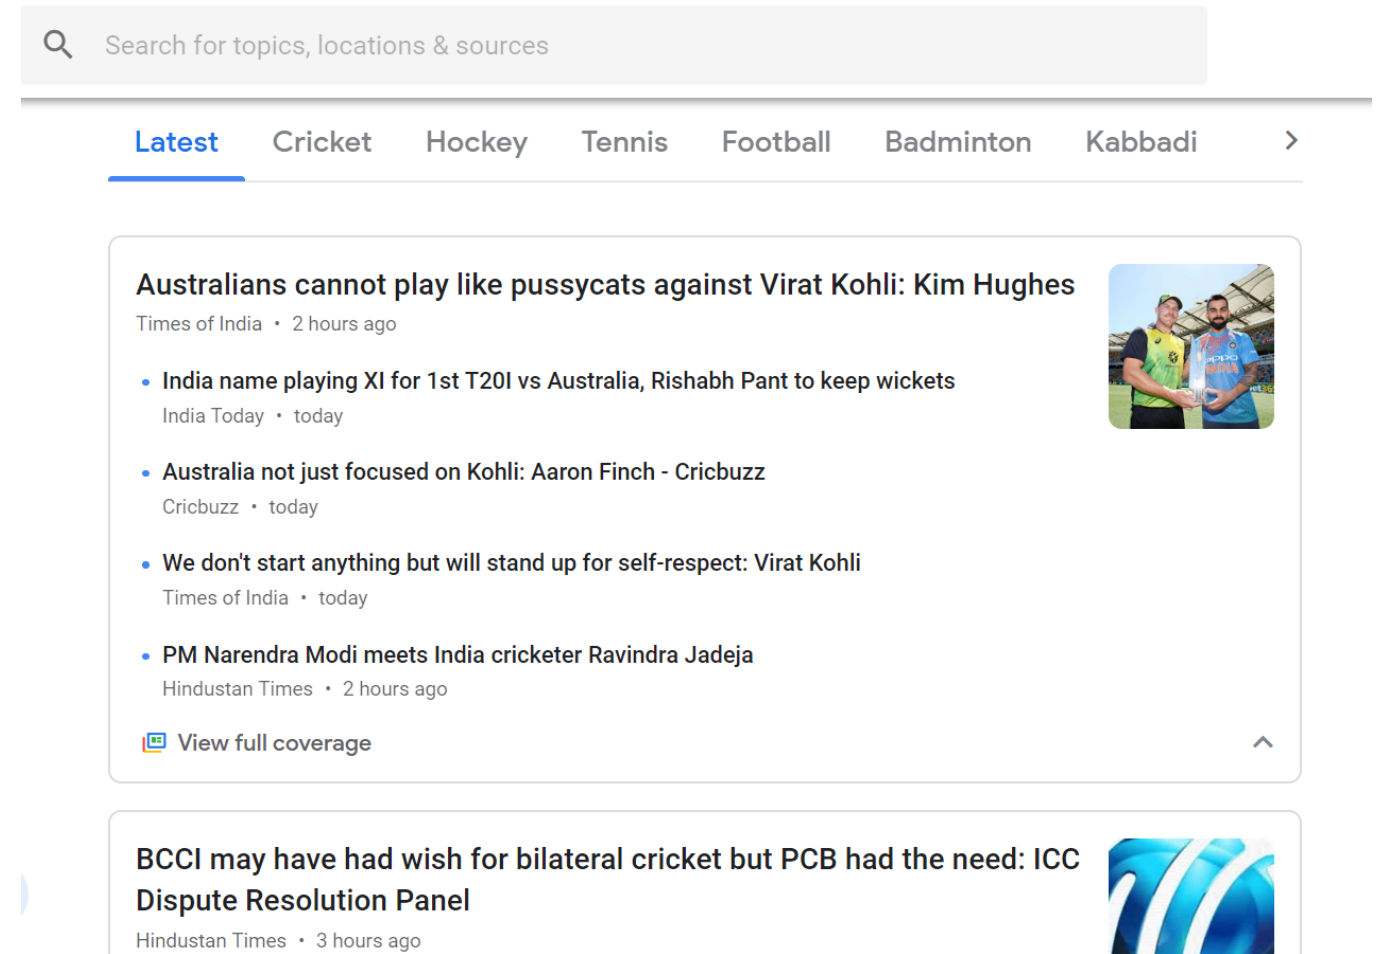 Search for topics, locations & sources
Latest Cricket Hockey Tennis Football Badminton Kabbadi
Australians cannot play like pussycats against Virat Kohli: Kim Hughes
Times of India • 2 hours ago
India name playing XI for 1st T20I vs Australia, Rishabh Pant to keep wickets
India Today • today
Australia not just focused on Kohli: Aaron Finch - Cricbuzz
Cricbuzz • today
We don't start anything but will stand up for self-respect: Virat Kohli
Times of India • today
PM Narendra Modi meets India cricketer Ravindra Jadeja
Hindustan Times • 2 hours ago
View full coverage
BCCI may have had wish for bilateral cricket but PCB had the need: ICC
Dispute Resolution Panel
Hindustan Times • 3 hours ago
oppo
INDIA